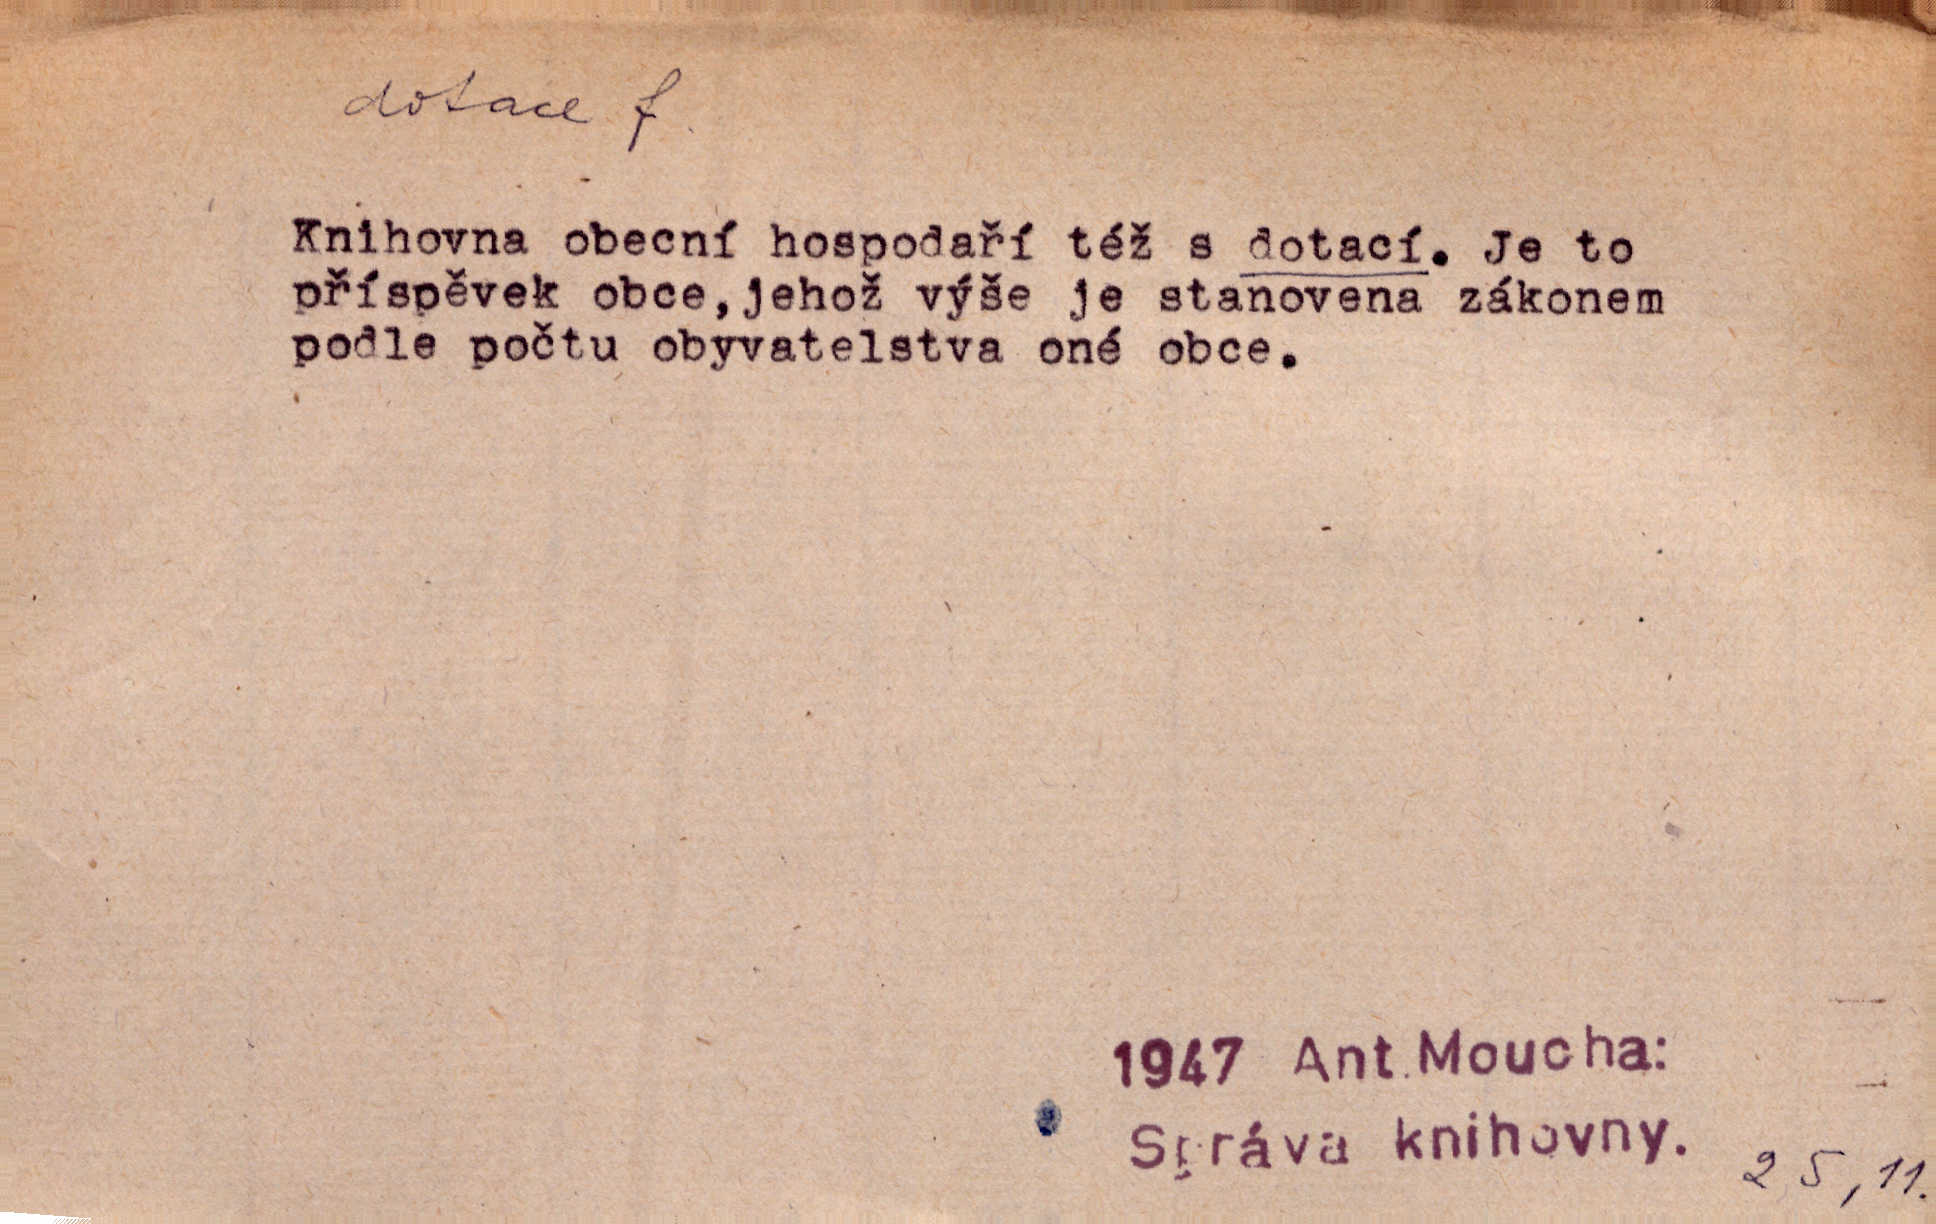 dotace f.
Knihovna obecní hospodaří též s dotací. Je to
příspěvek obce,jehož výše je stanovena zákonem
podle počtu obyvatelstva oné obce.
1947 Ant.Moucha:
Správa knihovny.
25,11.